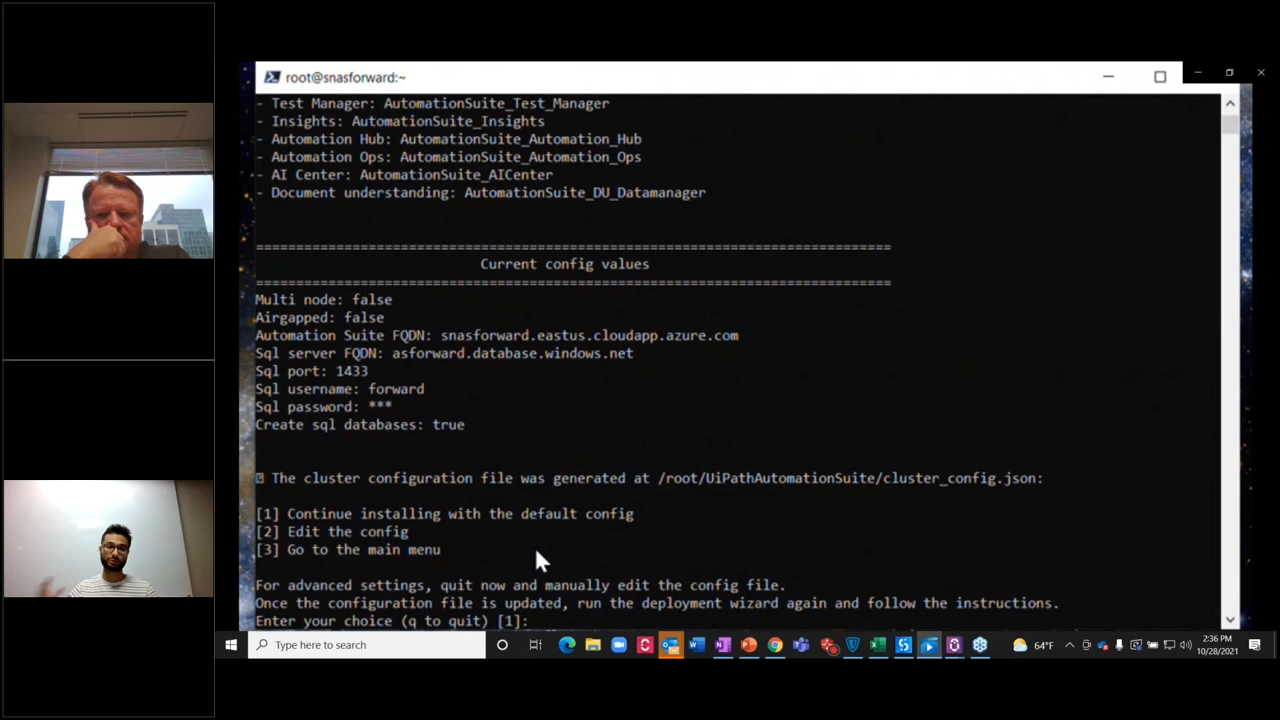 root@snasforward:~
- Test Manager: AutomationSuite_Test_Manager
- Insights: AutomationSuite_Insights
- Automation Hub: AutomationSuite_Automation_Hub
- Automation Ops: AutomationSuite_Automation_Ops
- AI Center: AutomationSuite_AICenter
- Document understanding: AutomationSuite_DU_Datamanager
===============================================================================
Current config values
===============================================================================
Multi node: false
Airgapped: false
Automation Suite FQDN: snasforward.eastus.cloudapp.azure.com
Sql server FQDN: asforward.database.windows.net
Sql port: 1433
Sql username: forward
Sql password: ***
Create sql databases: true
The cluster configuration file was generated at /root/UiPathAutomationSuite/cluster_config.json:
[1] Continue installing with the default config
[2] Edit the config
[3] Go to the main menu
For advanced settings, quit now and manually edit the config file.
Once the configuration file is updated, run the deployment wizard again and follow the instructions.
Enter your choice (q to quit) [1]:
Type here to search
64°F
2:36 PM
10/28/2021